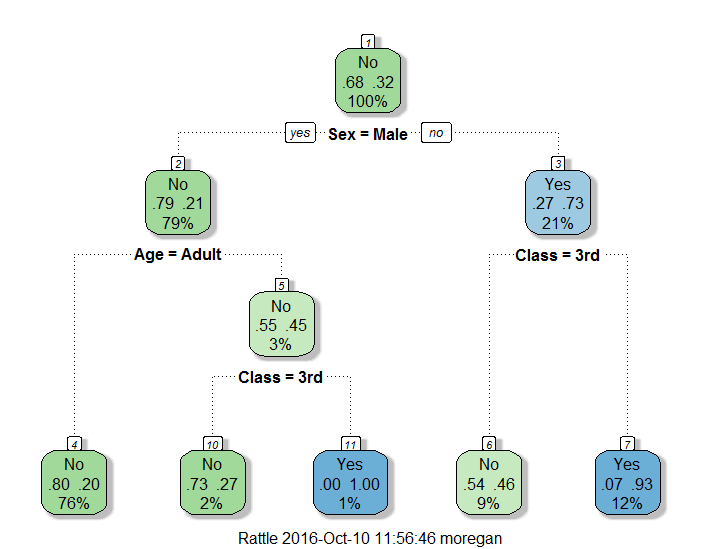 1
No
.68 .32
100%
yes Sex = Male no
2
No
.79 .21
79%
3
Yes
.27 .73
21%
Age = Adult
Class = 3rd
5
No
.55 .45
3%
Class = 3rd
4
No
.80 .20
76%
10
No
.73 .27
2%
11
Yes
.00 1.00
1%
6
No
.54 .46
9%
7
Yes
.07 .93
12%
Rattle 2016-Oct-10 11:56:46 moregan